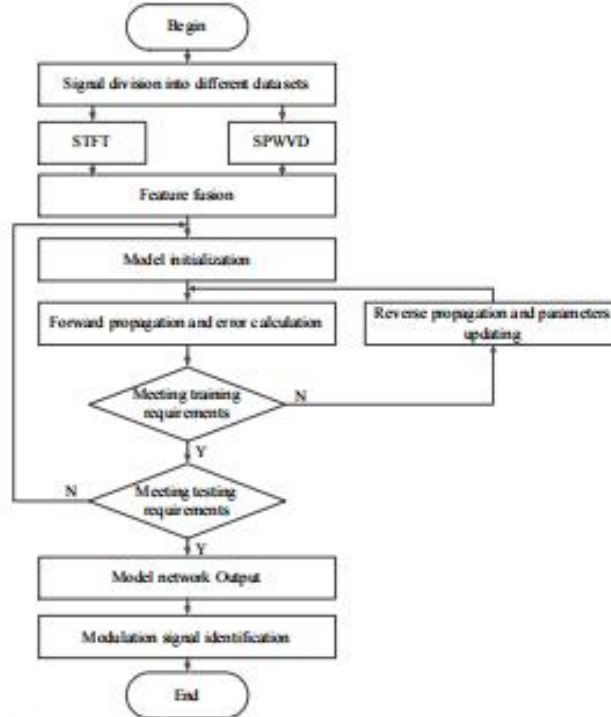 Begin
Signal division into different datasets
STFT
SPWVD
Feature fusion
Model initialization
Forward propagation and error calculation
Reverse propagation and parameters
updating
Meeting training
requirements
N
Y
Meeting testing
requirements
N
Y
Model network Output
Modulation signal identification
End